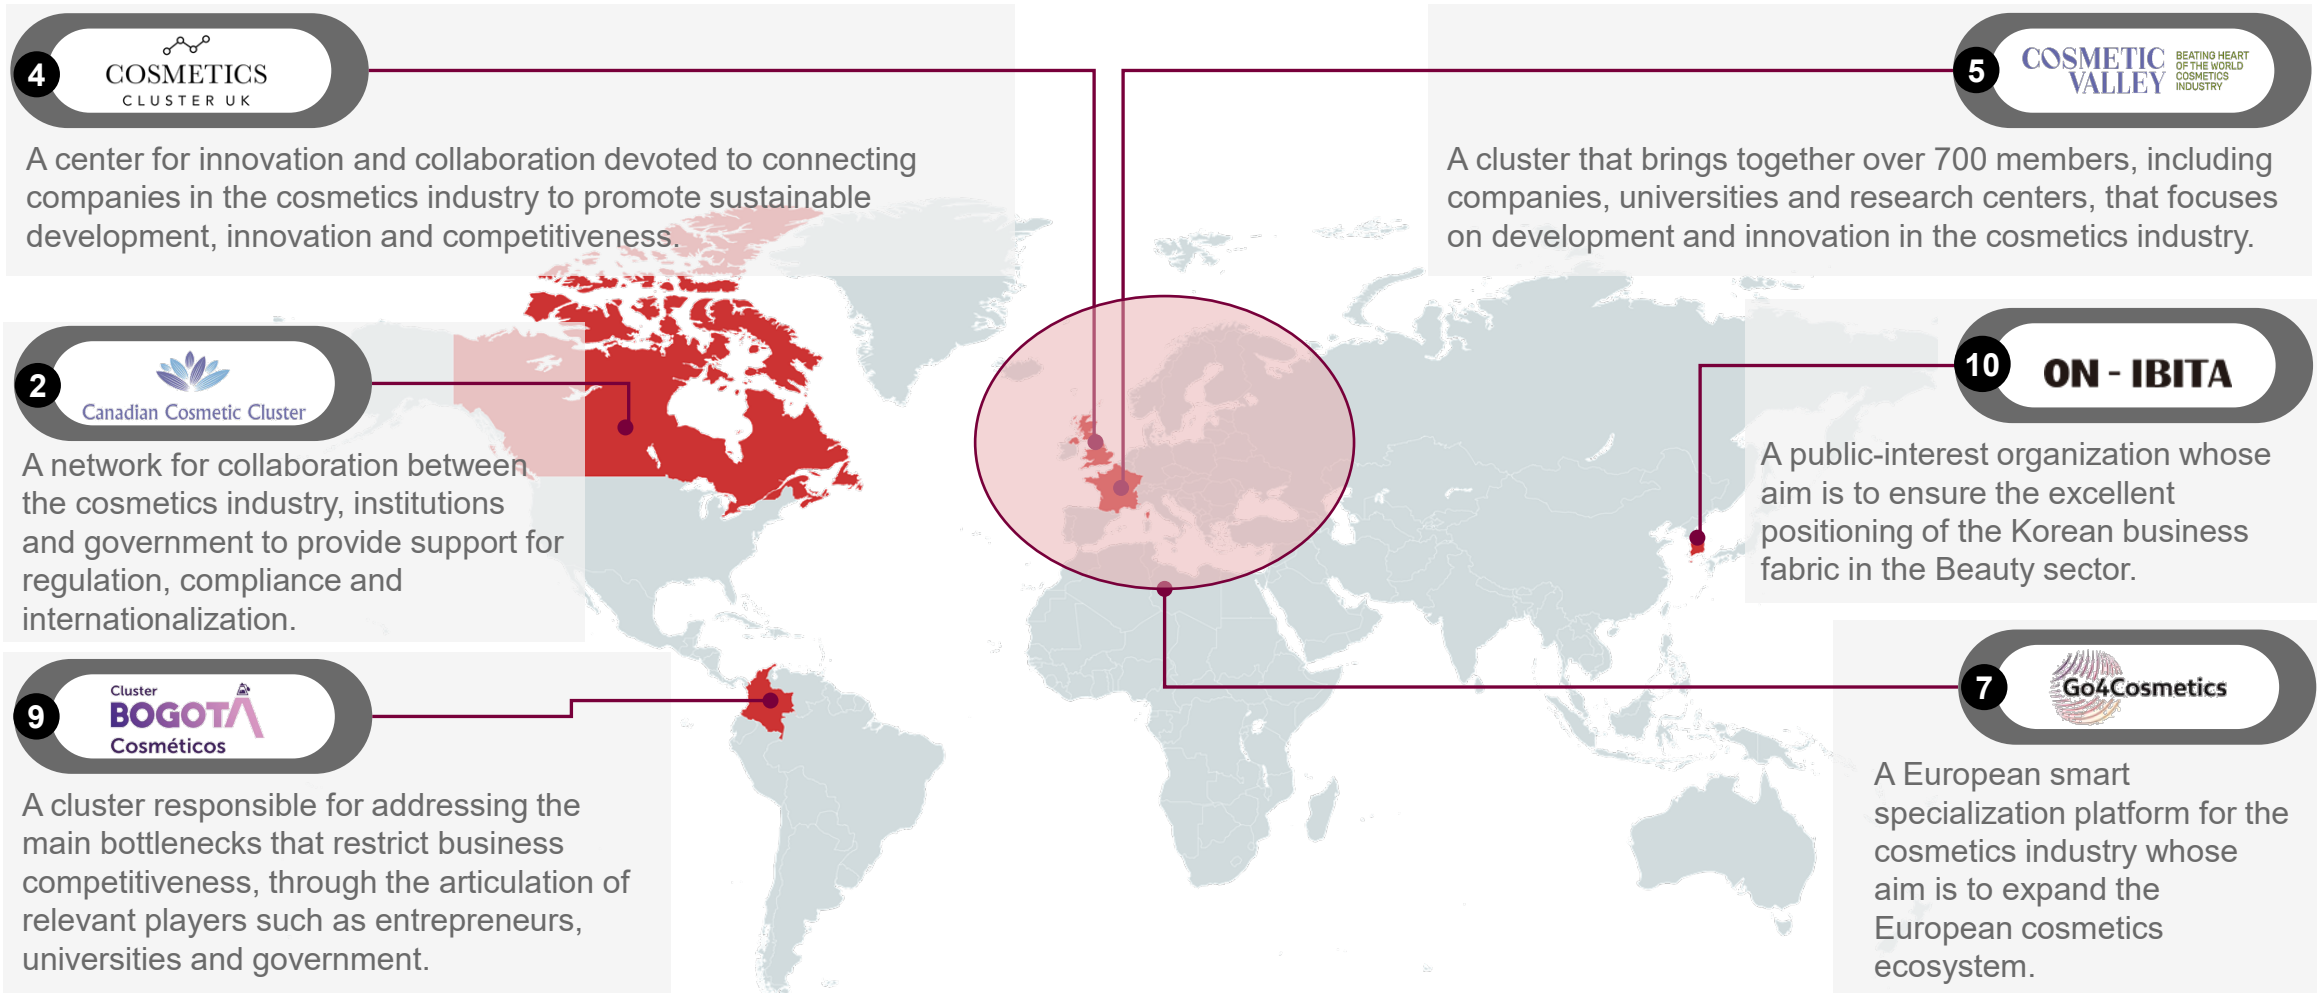 4
COSMETICS
CLUSTER UK
A center for innovation and collaboration devoted to connecting
companies in the cosmetics industry to promote sustainable
development, innovation and competitiveness.
5
COSMETIC
VALLEY
BEATING HEART
OF THE WORLD
COSMETICS
INDUSTRY
A cluster that brings together over 700 members, including
companies, universities and research centers, that focuses
on development and innovation in the cosmetics industry.
2
Canadian Cosmetic Cluster
A network for collaboration between
the cosmetics industry, institutions
and government to provide support for
regulation, compliance and
internationalization.
10
ON - IBITA
A public-interest organization whose
aim is to ensure the excellent
positioning of the Korean business
fabric in the Beauty sector.
9
Cluster
BOGOTÁ
Cosméticos
A cluster responsible for addressing the
main bottlenecks that restrict business
competitiveness, through the articulation of
relevant players such as entrepreneurs,
universities and government.
7
Go4Cosmetics
A European smart
specialization platform for the
cosmetics industry whose
aim is to expand the
European cosmetics
ecosystem.